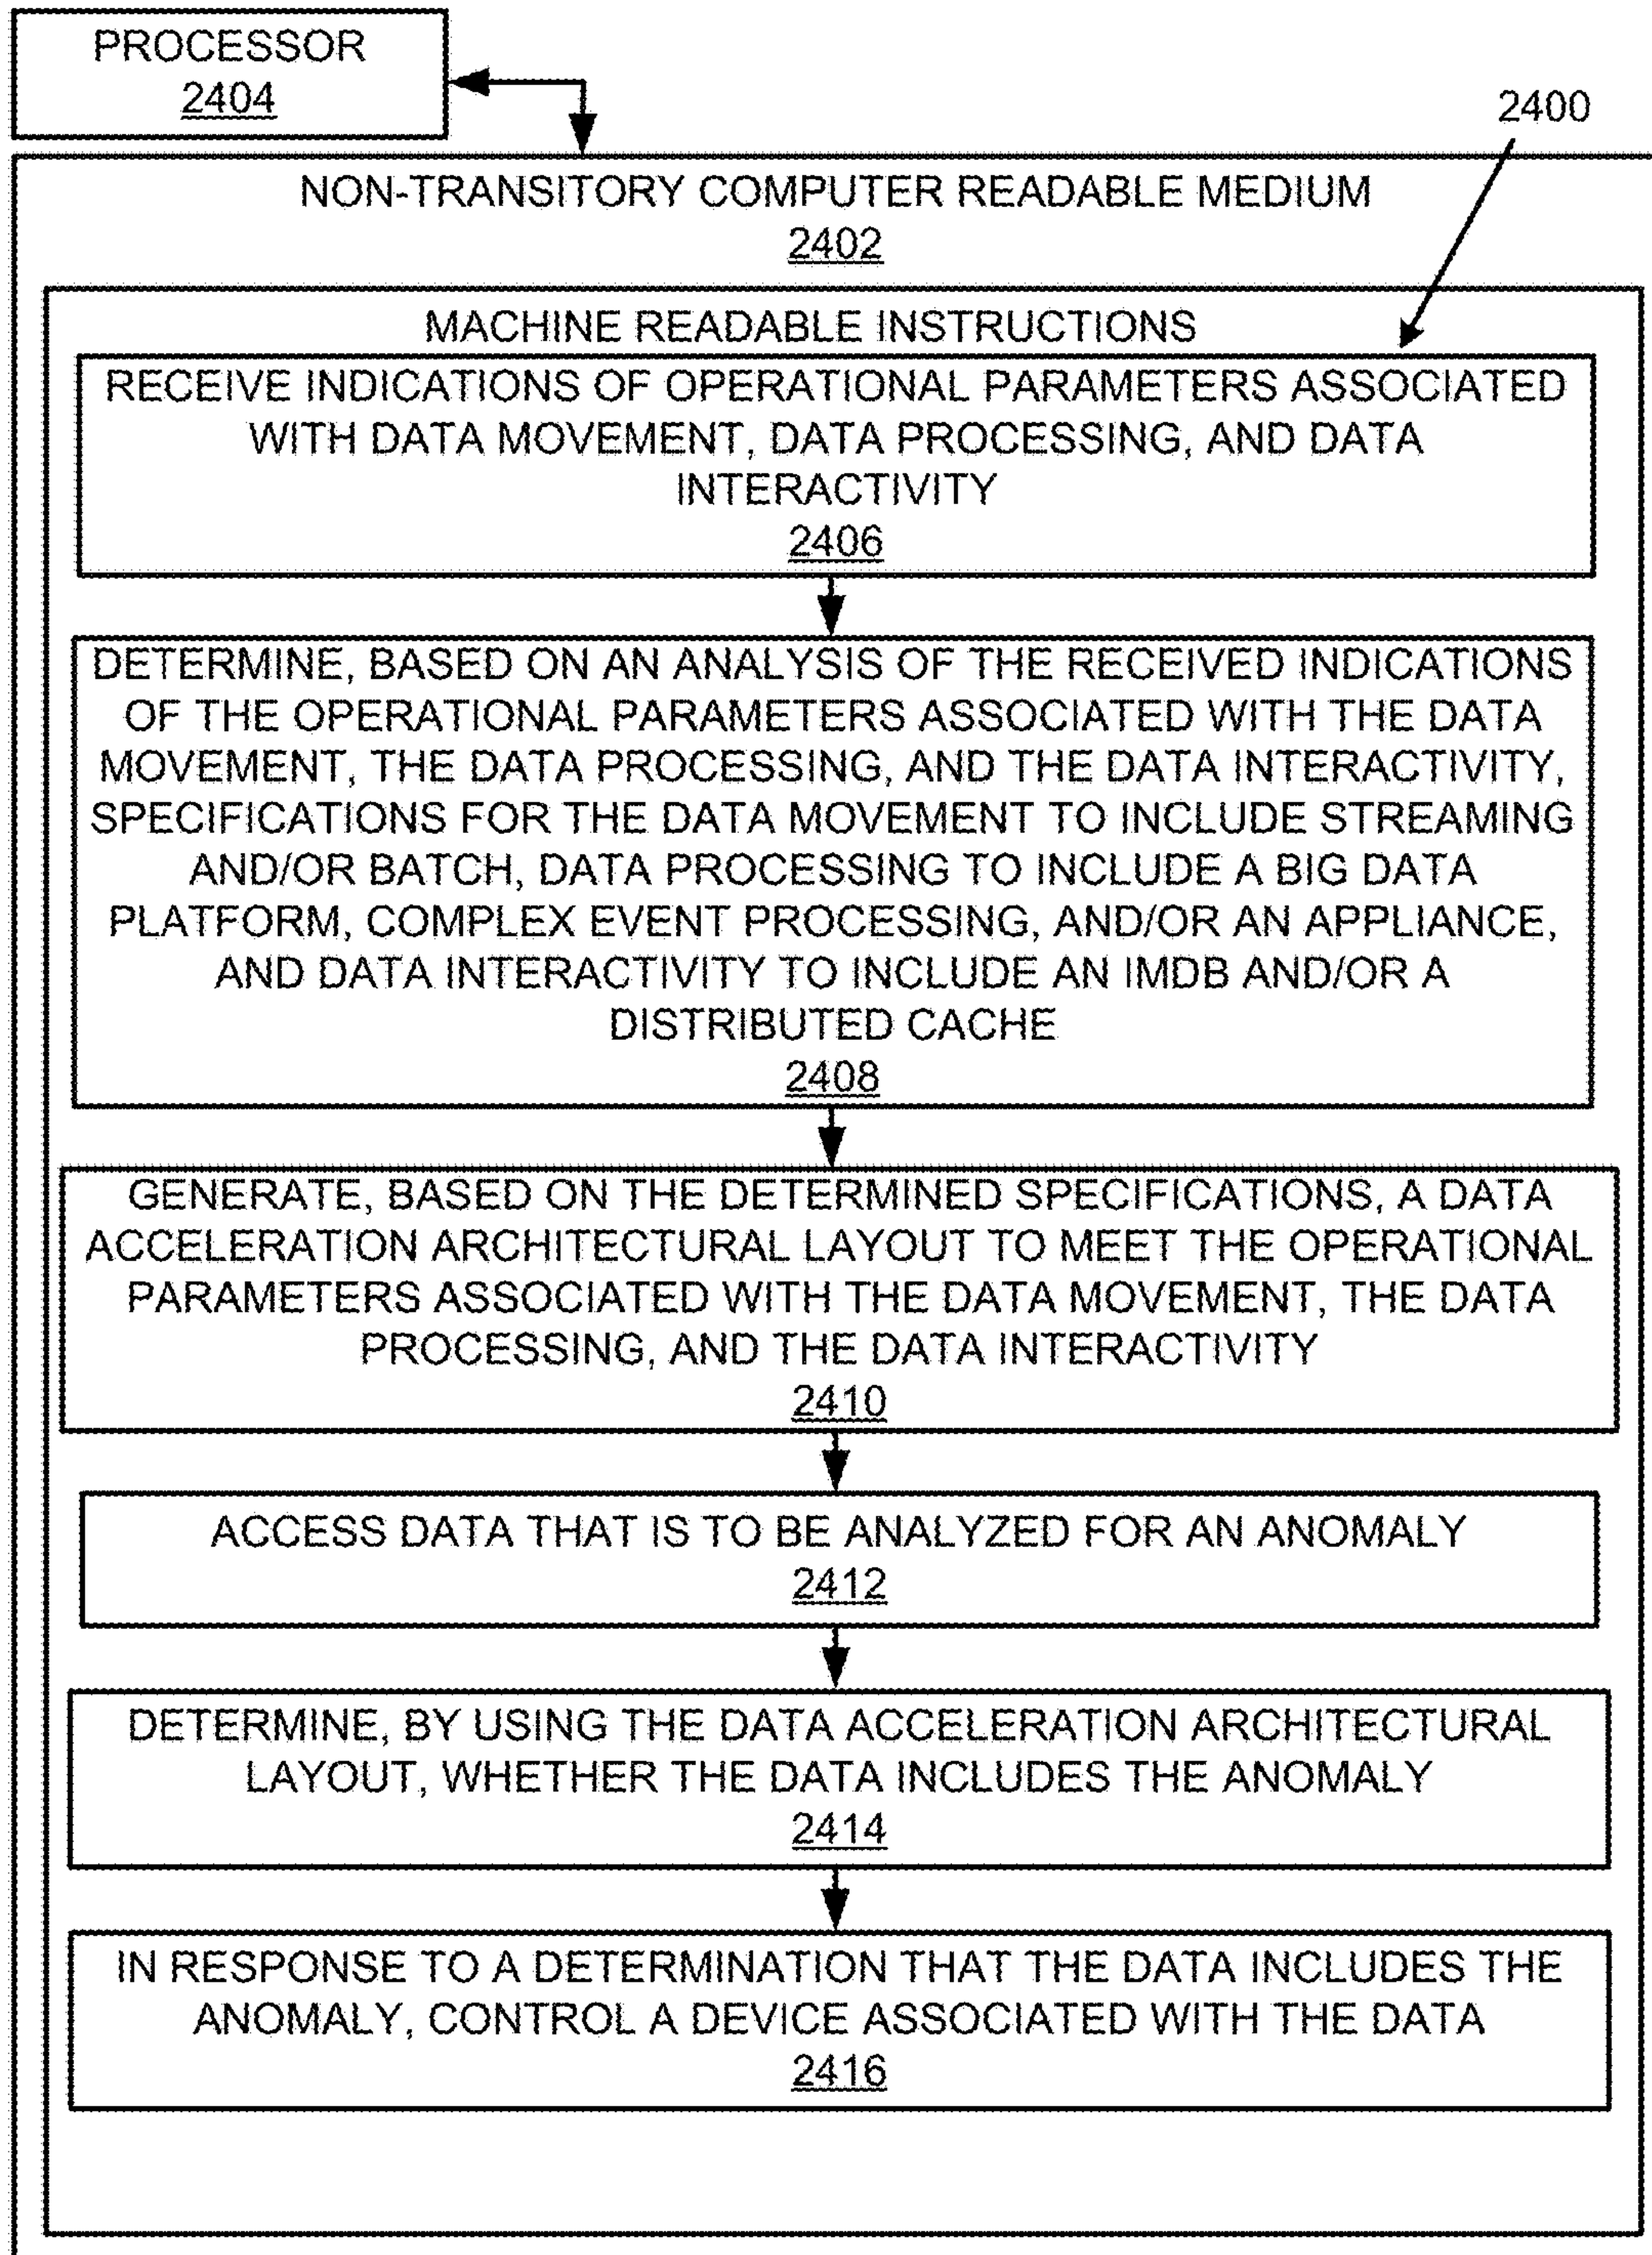 PROCESSOR
2404
2400
NON-TRANSITORY COMPUTER READABLE MEDIUM
2402
MACHINE READABLE INSTRUCTIONS
RECEIVE INDICATIONS OF OPERATIONAL PARAMETERS ASSOCIATED
WITH DATA MOVEMENT, DATA PROCESSING, AND DATA
INTERACTIVITY
2406
DETERMINE, BASED ON AN ANALYSIS OF THE RECEIVED INDICATIONS
OF THE OPERATIONAL PARAMETERS ASSOCIATED WITH THE DATA
MOVEMENT, THE DATA PROCESSING, AND THE DATA INTERACTIVITY,
SPECIFICATIONS FOR THE DATA MOVEMENT TO INCLUDE STREAMING
AND/OR BATCH, DATA PROCESSING TO INCLUDE A BIG DATA
PLATFORM, COMPLEX EVENT PROCESSING, AND/OR AN APPLIANCE,
AND DATA INTERACTIVITY TO INCLUDE AN IMDB AND/OR A
DISTRIBUTED CACHE
2408
GENERATE, BASED ON THE DETERMINED SPECIFICATIONS, A DATA
ACCELERATION ARCHITECTURAL LAYOUT TO MEET THE OPERATIONAL
PARAMETERS ASSOCIATED WITH THE DATA MOVEMENT, THE DATA
PROCESSING, AND THE DATA INTERACTIVITY
2410
ACCESS DATA THAT IS TO BE ANALYZED FOR AN ANOMALY
2412
DETERMINE, BY USING THE DATA ACCELERATION ARCHITECTURAL
LAYOUT, WHETHER THE DATA INCLUDES THE ANOMALY
2414
IN RESPONSE TO A DETERMINATION THAT THE DATA INCLUDES THE
ANOMALY, CONTROL A DEVICE ASSOCIATED WITH THE DATA
2416